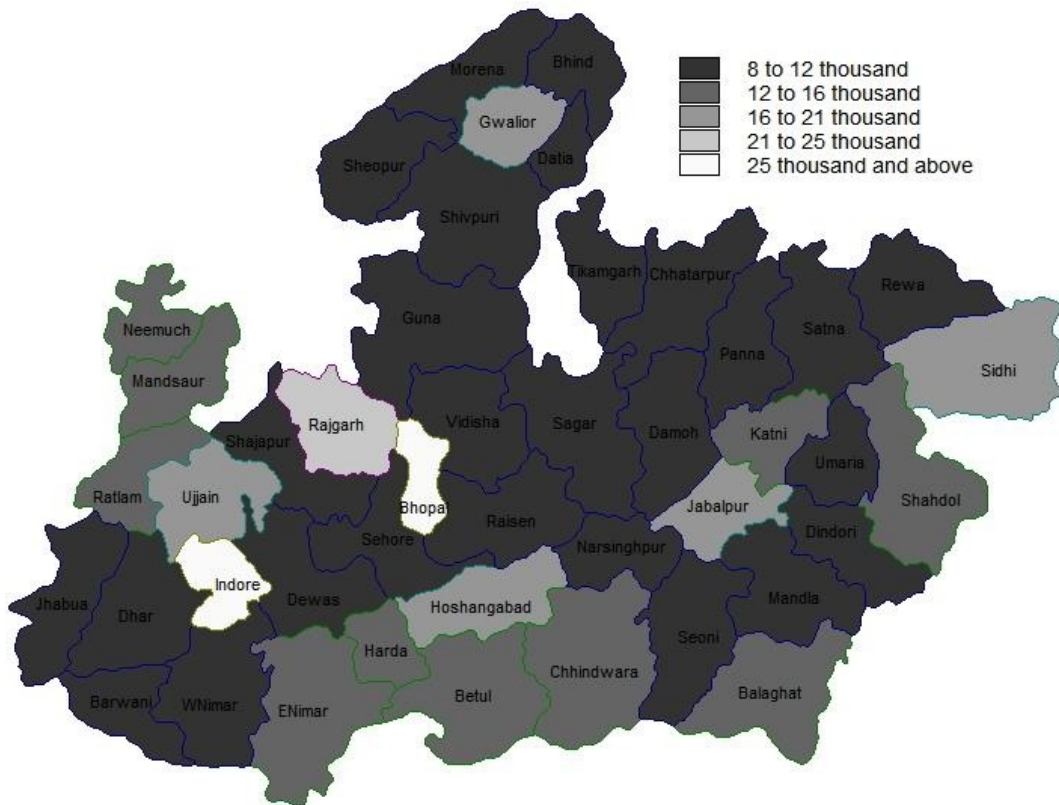 8 to 12 thousand
12 to 16 thousand
16 to 21 thousand
21 to 25 thousand
25 thousand and above
Morena
Bhind
Gwalior
Datia
Sheopur
Shivpuri
Tikamgarh
Chhatarpur
Rewa
Guna
Neemuch
Panna
Satna
Sidhi
Mandsaur
Rajgarh
Vidisha
Sagar
Damoh
Katni
Shajapur
Umaria
Ratlam
Ujjain
Bhopal
Raisen
Jabalpur
Shahdol
Sehore
Narsinghpur
Dindori
Jhabua
Dhar
Indore
Dewas
Hoshangabad
Mandla
Harda
Seoni
Chhindwara
Barwani
WNimar
ENimar
Betul
Balaghat